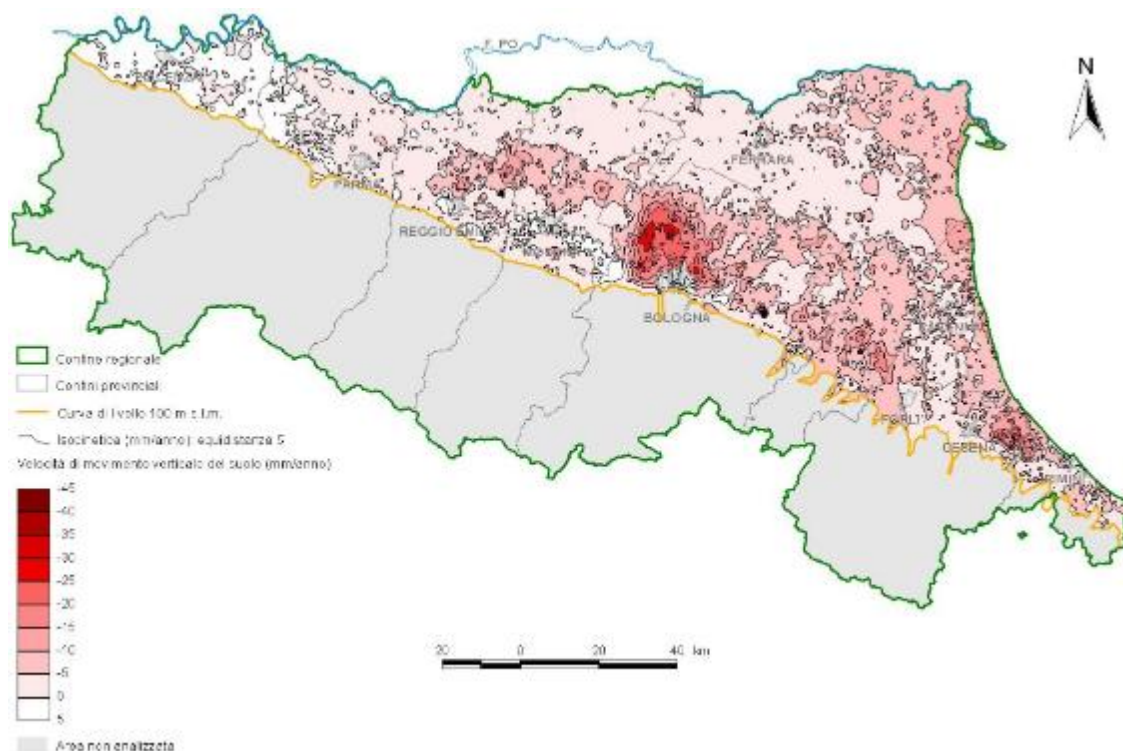 F. PO
N
FERRARA
PARMA
REGGIO EMILIA
BOLOGNA
FORLI'
CESENA
RIMINI
Confine regionale
Confini provinciali
Curva di livello 100 m s.l.m.
Isocinetica (mm/anno): equidistanza 5
Velocità di movimento verticale del suolo (mm/anno)
-45
-40
-35
-30
-25
-20
-15
-10
-5
0
5
Area non analizzata
20 0 20 40 km